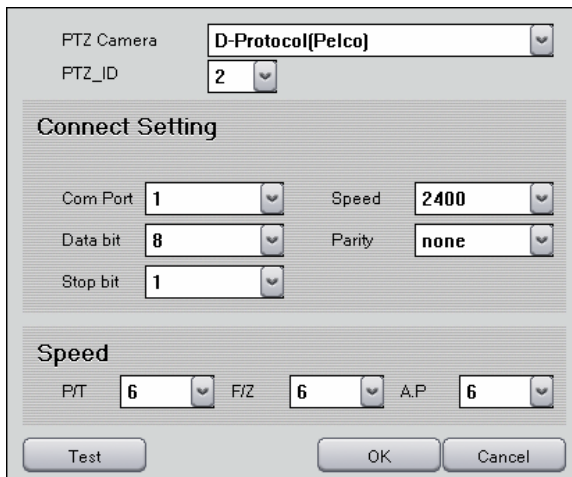 PTZ Camera D-Protocol(Pelco)
PTZ_ID 2
Connect Setting
Com Port 1 Speed 2400
Data bit 8 Parity none
Stop bit 1
Speed
P/T 6 F/Z 6 A.P 6
Test OK Cancel